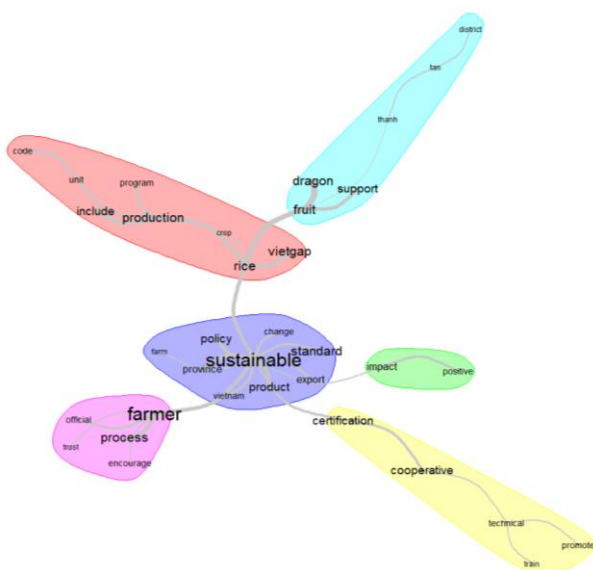 district
tan
thanh
dragon
support
fruit
code
unit
program
include
production
crop
vietgap
rice
policy
change
standard
farm
sustainable
province
export
product
vietnam
impact
positive
farmer
official
process
trust
encourage
certification
cooperative
technical
promote
train